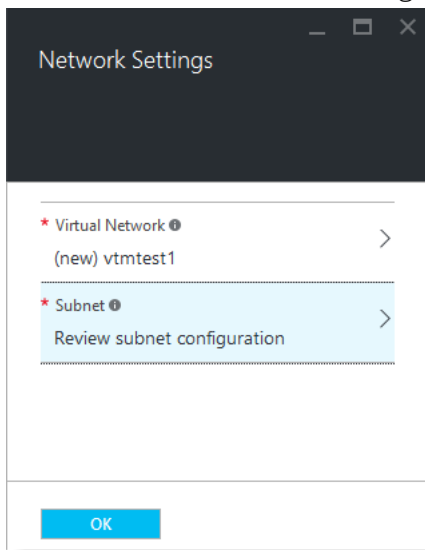 Network Settings
* Virtual Network
(new) vtmtest1
* Subnet
Review subnet configuration
OK